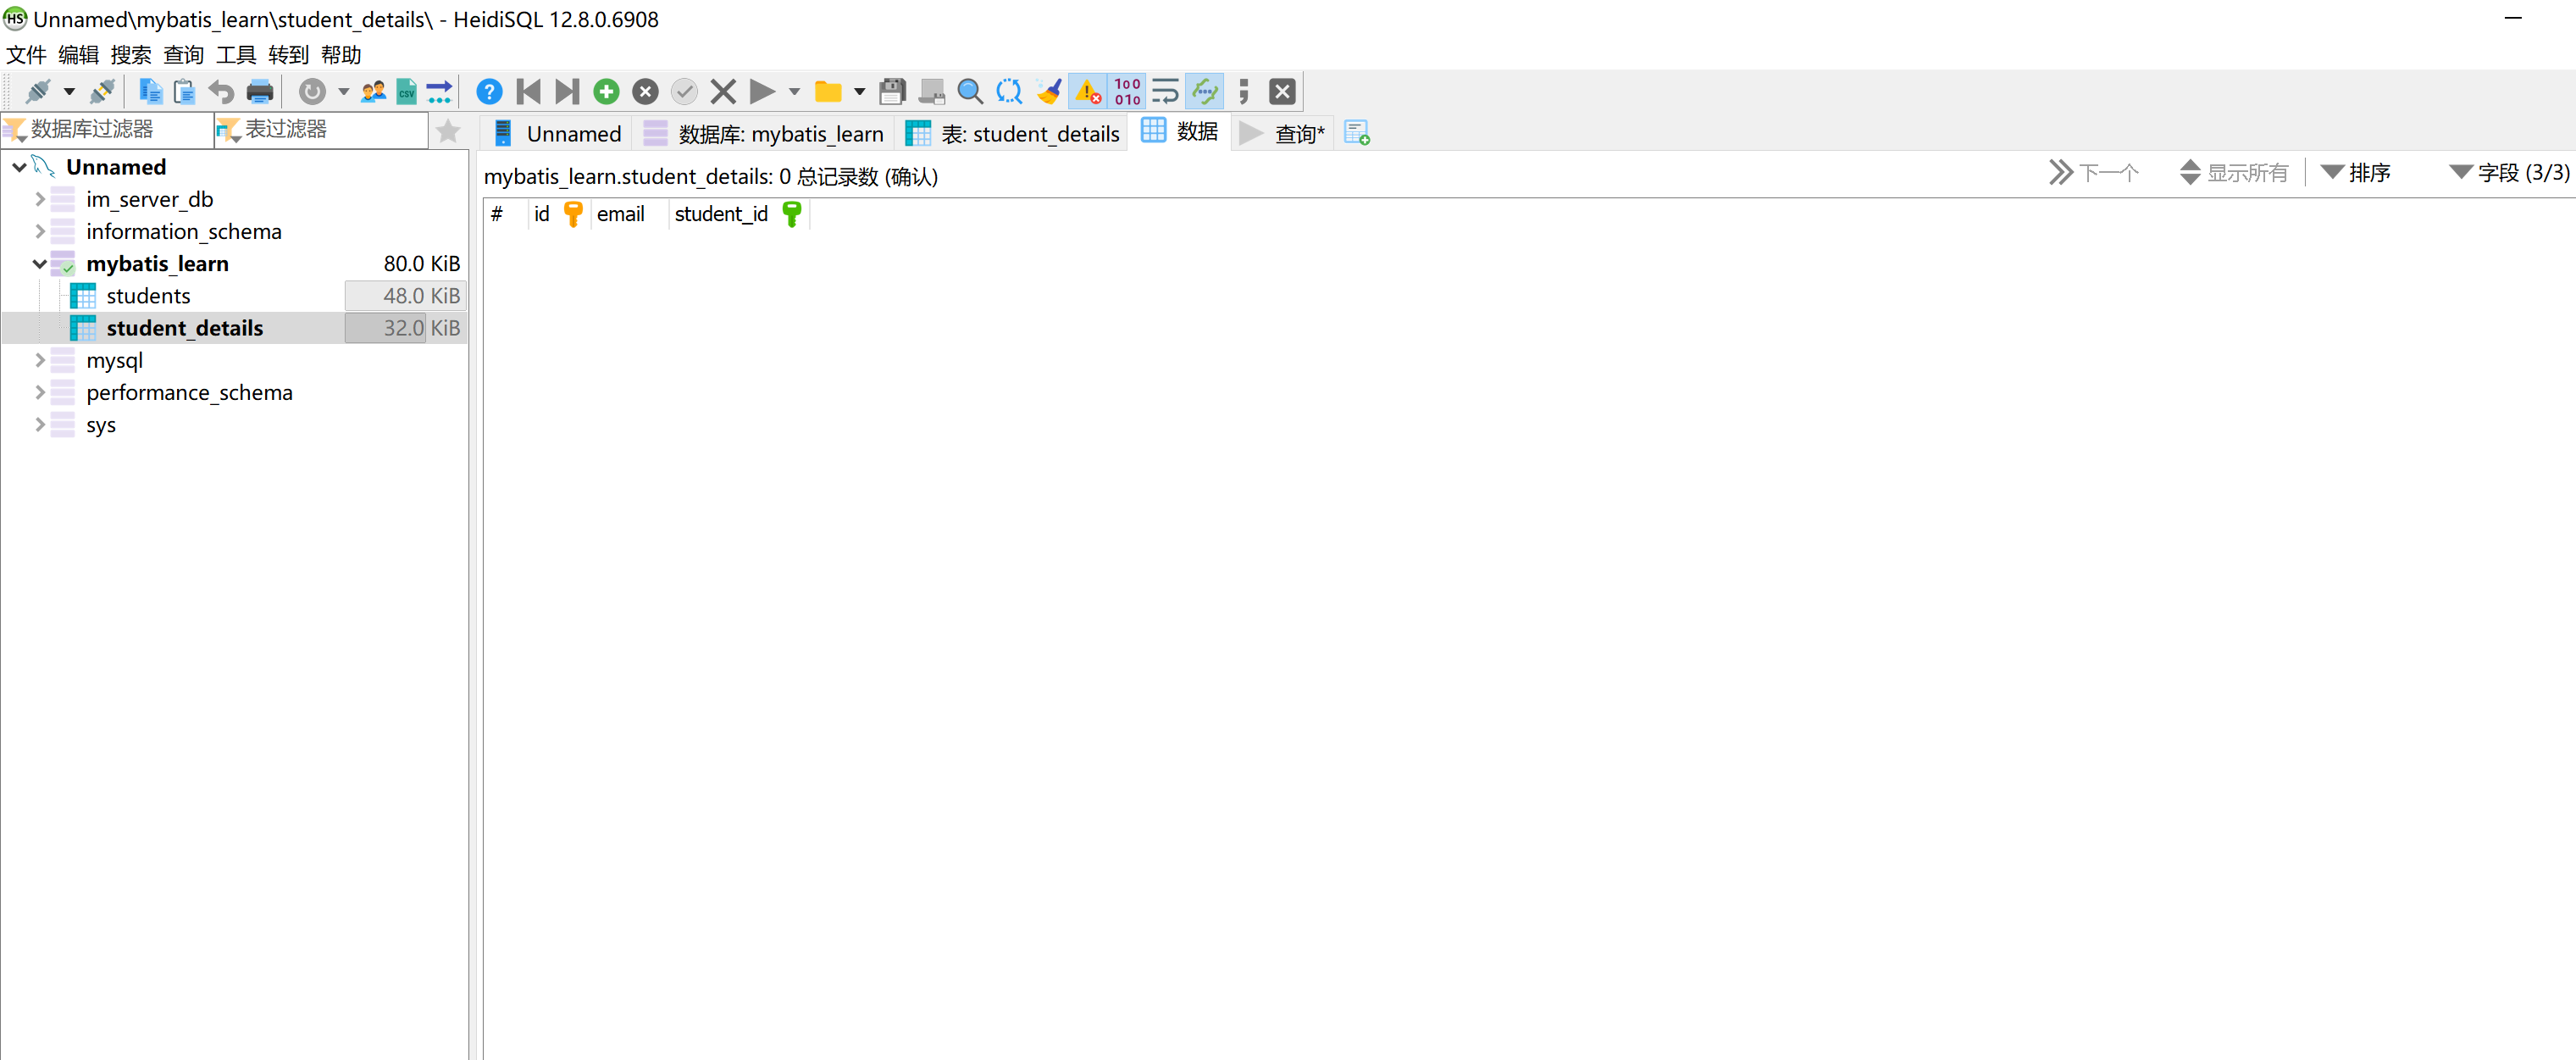 Unnamed\mybatis_learn\student_details\ - HeidiSQL 12.8.0.6908
文件 编辑 搜索 查询 工具 转到 帮助
数据库过滤器 表过滤器
Unnamed 数据库: mybatis_learn 表: student_details 数据 查询*
mybatis_learn.student_details: 0 总记录数 (确认) 下一个 显示所有 排序 字段 (3/3)
# id email student_id
Unnamed
im_server_db
information_schema
mybatis_learn 80.0 KiB
students 48.0 KiB
student_details 32.0 KiB
mysql
performance_schema
sys